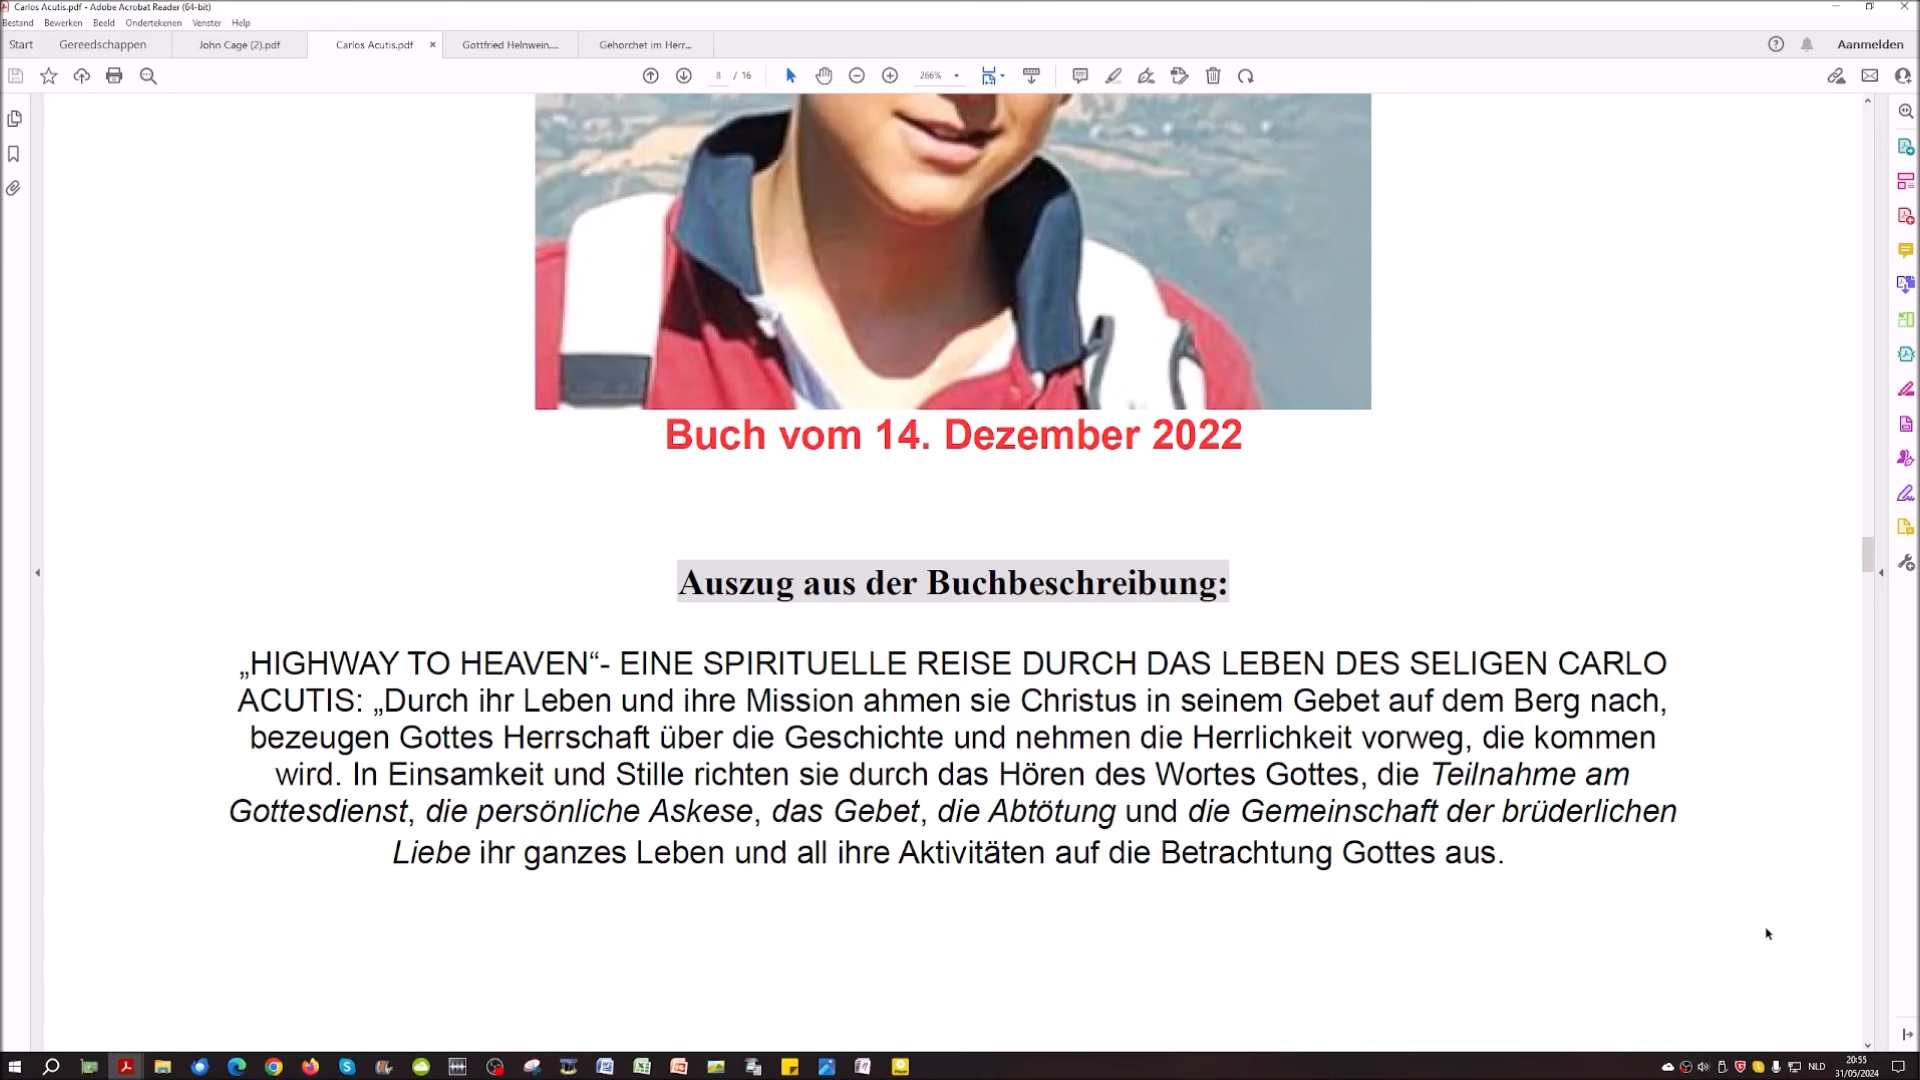 Carlos Acutis.pdf - Adobe Acrobat Reader (64-bit)
Bestand Bewerken Beeld Ondertekenen Venster Help
Start Gereedschappen John Cage (2).pdf Carlos Acutis.pdf × Gottfried Helnwein.... Gehorchet im Herr... Aanmelden
8 / 16 266%
Buch vom 14. Dezember 2022
Auszug aus der Buchbeschreibung:
„HIGHWAY TO HEAVEN“- EINE SPIRITUELLE REISE DURCH DAS LEBEN DES SELIGEN CARLO
ACUTIS: „Durch ihr Leben und ihre Mission ahmen sie Christus in seinem Gebet auf dem Berg nach,
bezeugen Gottes Herrschaft über die Geschichte und nehmen die Herrlichkeit vorweg, die kommen
wird. In Einsamkeit und Stille richten sie durch das Hören des Wortes Gottes, die Teilnahme am
Gottesdienst, die persönliche Askese, das Gebet, die Abtötung und die Gemeinschaft der brüderlichen
Liebe ihr ganzes Leben und all ihre Aktivitäten auf die Betrachtung Gottes aus.
20:55
NLD
31/05/2024